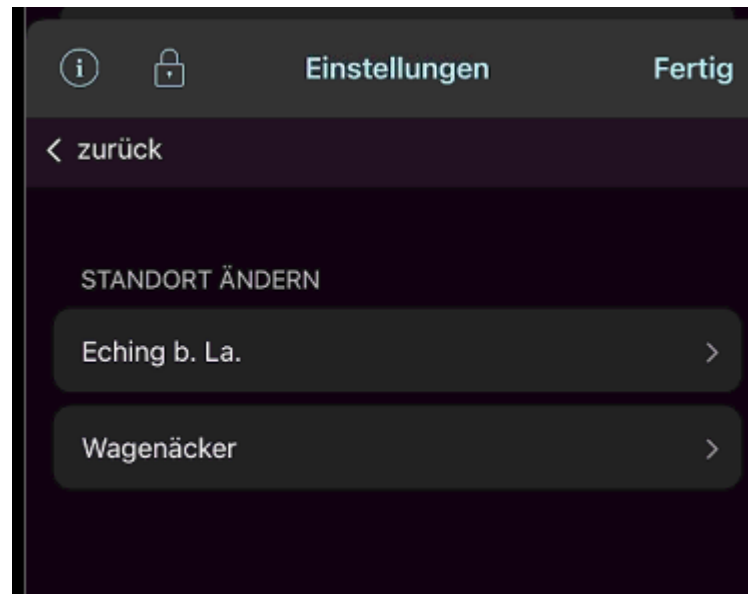 Einstellungen Fertig
zurück
STANDORT ÄNDERN
Eching b. La.
Wagenäcker